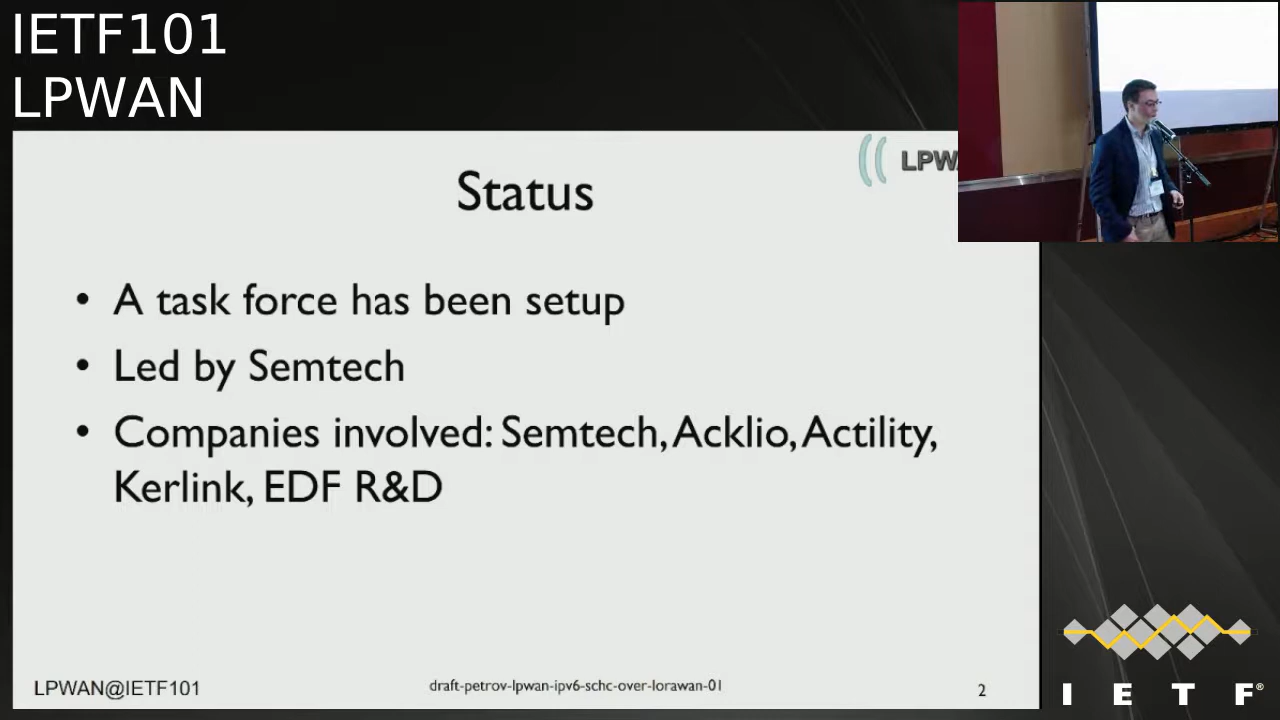 IETF101
LPWAN
LPW
Status
• A task force has been setup
• Led by Semtech
• Companies involved: Semtech, Acklio, Actility,
Kerlink, EDF R&D
LPWAN@IETF101
draft-petrov-lpwan-ipv6-schc-over-lorawan-01
2
I E T F®